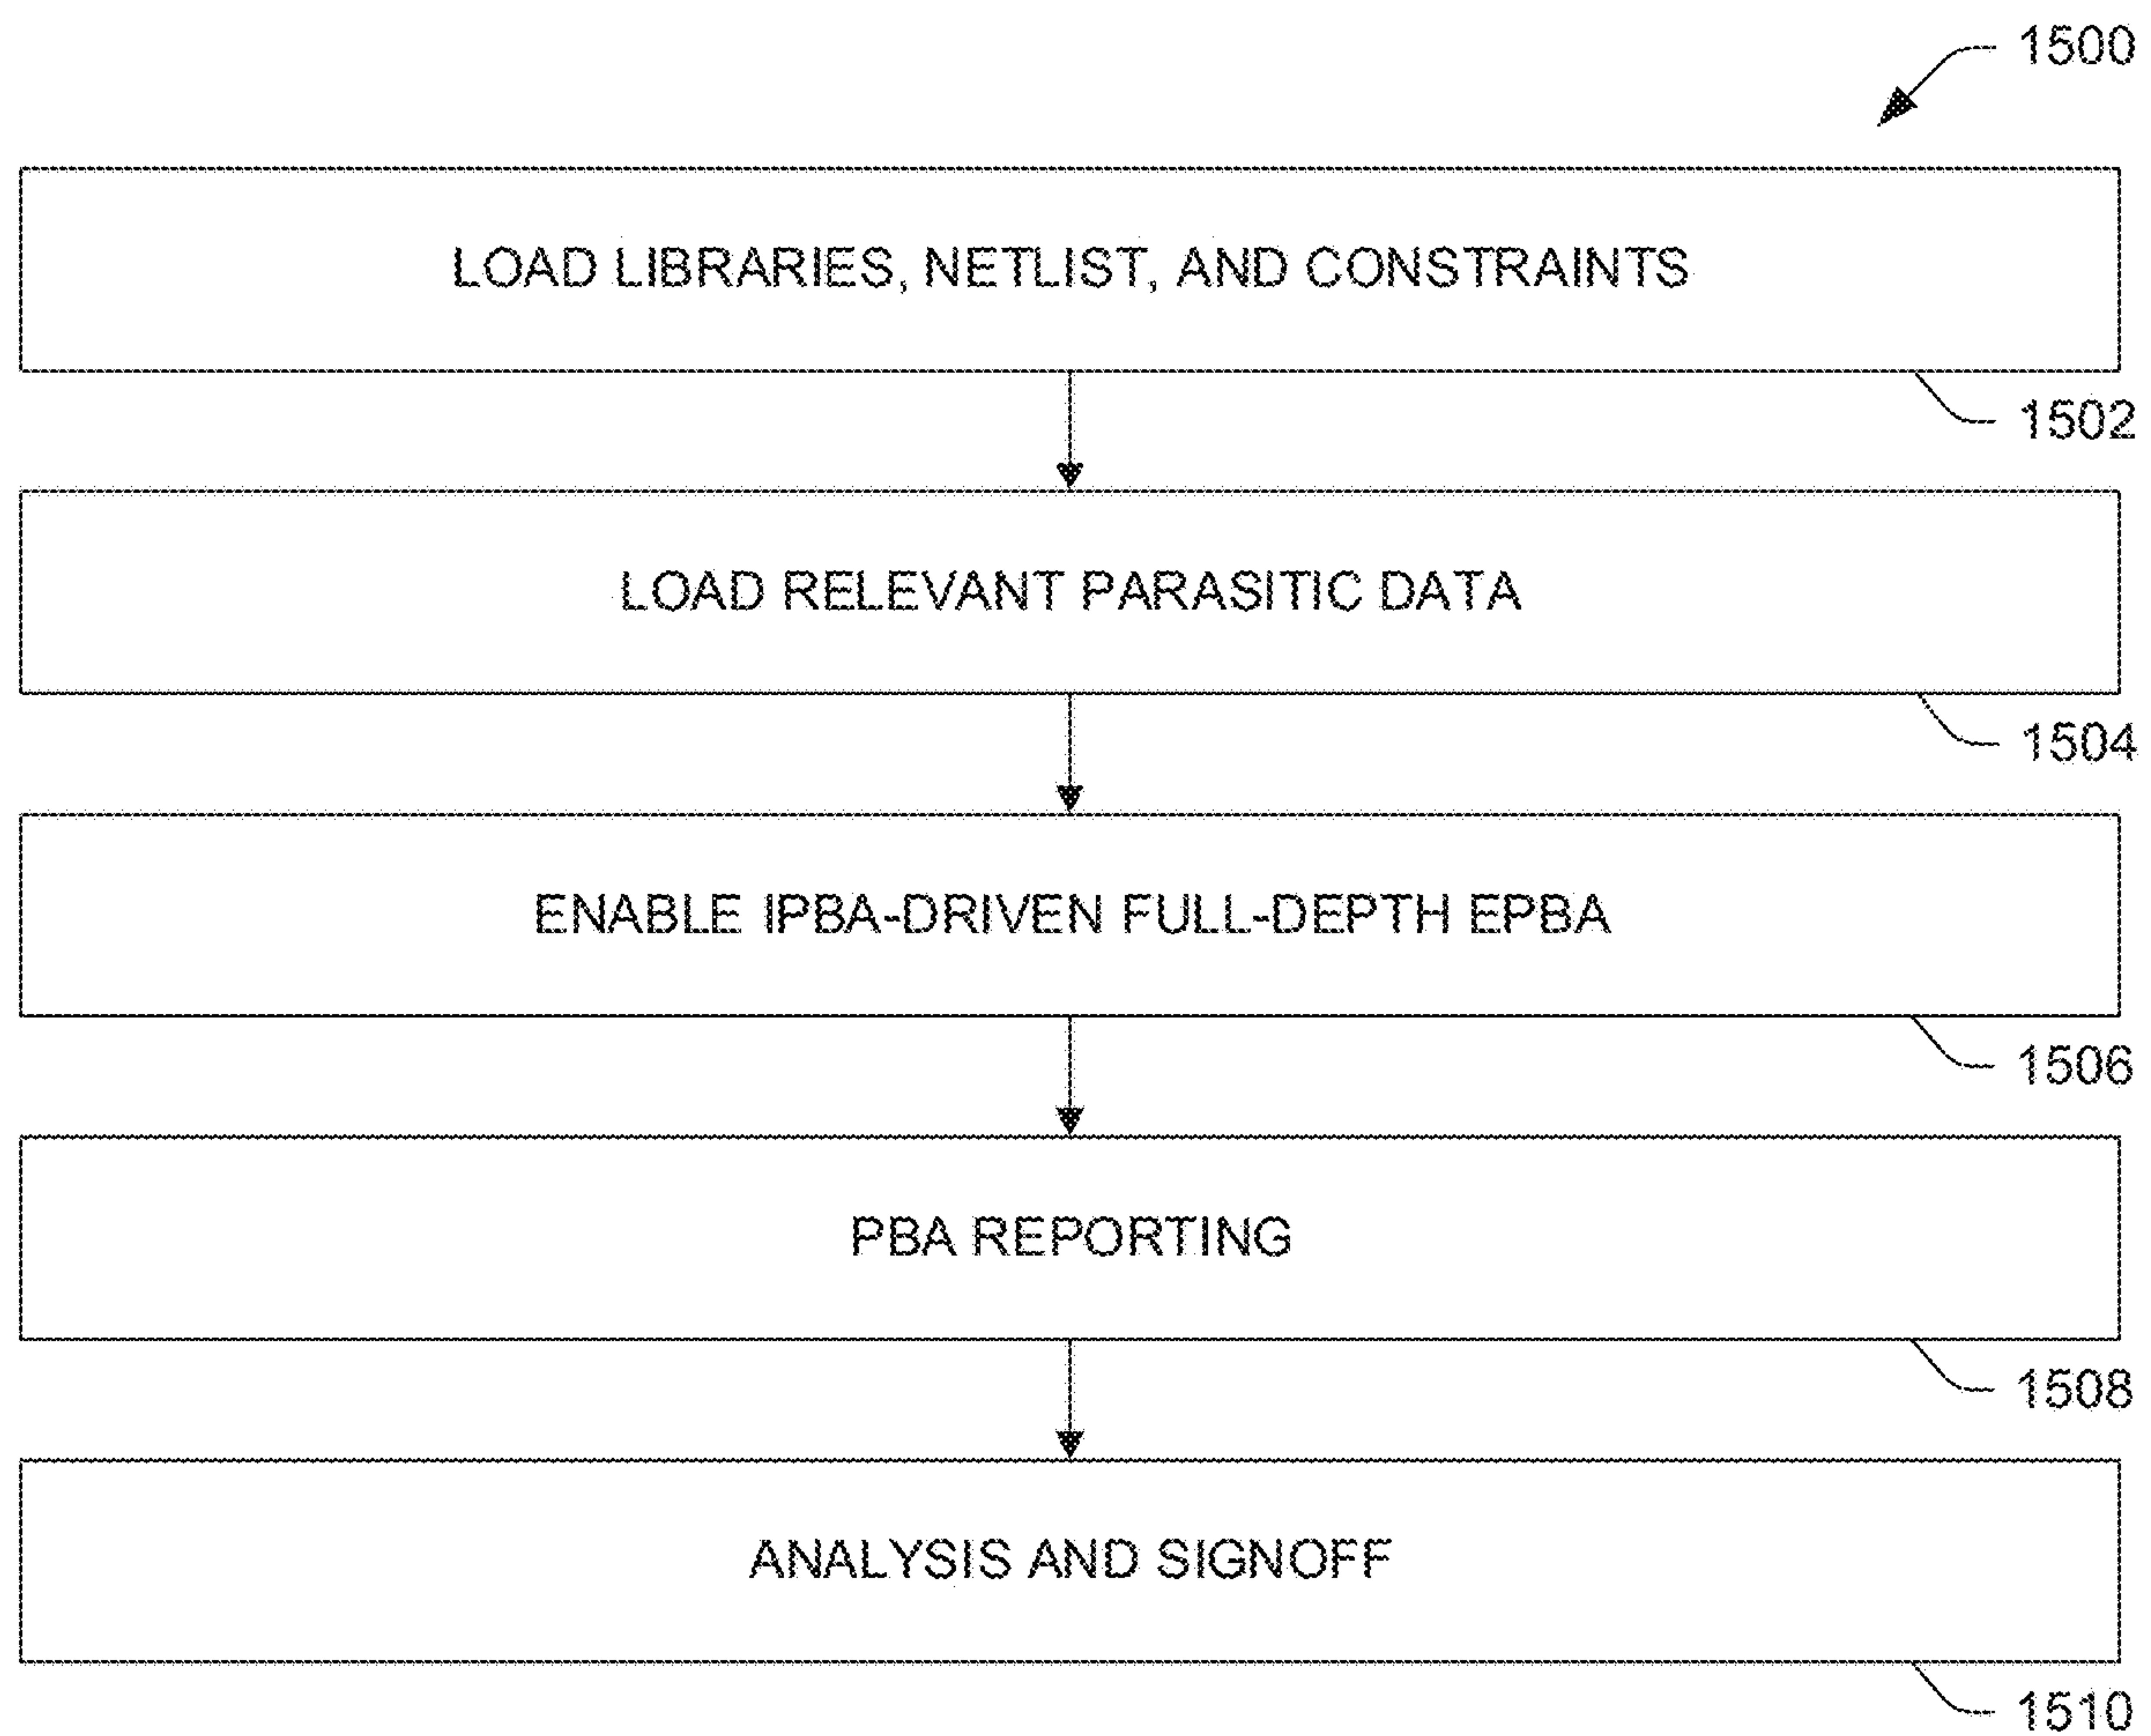 1500
LOAD LIBRARIES, NETLIST, AND CONSTRAINTS
1502
LOAD RELEVANT PARASITIC DATA
1504
ENABLE IPBA-DRIVEN FULL-DEPTH EPBA
1506
PBA REPORTING
1508
ANALYSIS AND SIGNOFF
1510